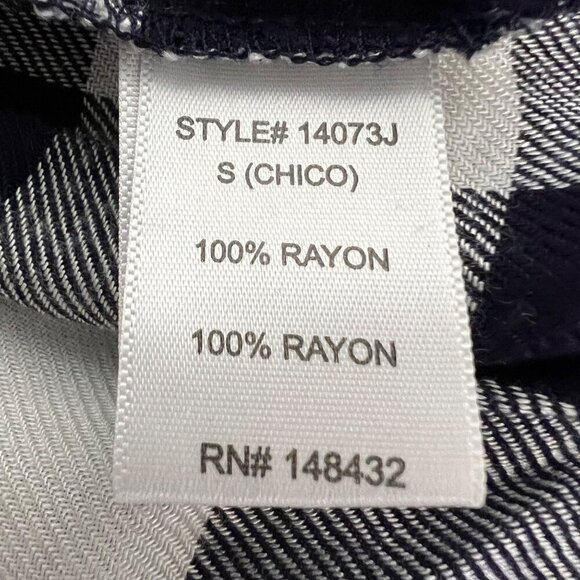 STYLE# 14073J
S (CHICO)
100% RAYON
100% RAYON
RN# 148432